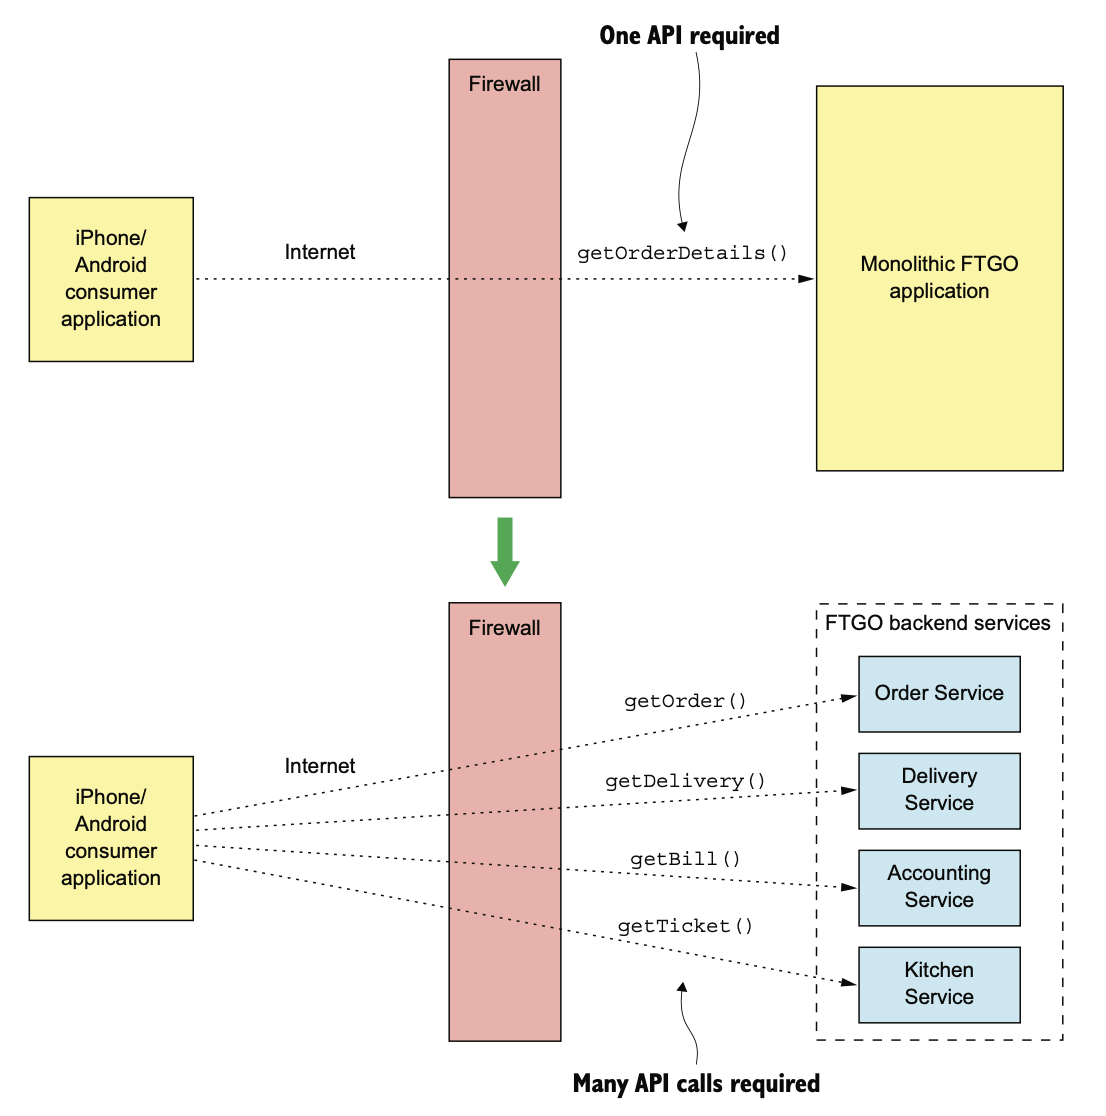 One API required
Firewall
iPhone/
Android
consumer
application
Internet
getOrderDetails()
Monolithic FTGO
application
Firewall
FTGO backend services
getOrder()
Order Service
Internet
getDelivery()
Delivery
Service
iPhone/
Android
consumer
application
getBill()
Accounting
Service
getTicket()
Kitchen
Service
Many API calls required